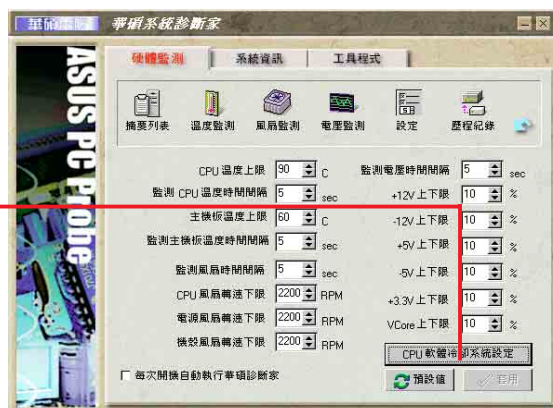 華碩系統診斷家
ASUS PC Probe
硬體監測 系統資訊 工具程式
摘要列表 溫度監測 風扇監測 電壓監測 設定 歷程紀錄
CPU 溫度上限 90 C 監測電壓時間間隔 5 sec
監測 CPU 溫度時間間隔 5 sec +12V 上下限 10 %
主機板溫度上限 60 C -12V 上下限 10 %
監測主機板溫度時間間隔 5 sec +5V 上下限 10 %
監測風扇時間間隔 5 sec -5V 上下限 10 %
CPU 風扇轉速下限 2200 RPM +3.3V 上下限 10 %
電源風扇轉速下限 2200 RPM VCore 上下限 10 %
機殼風扇轉速下限 2200 RPM
CPU 軟體冷卻系統設定
每次開機自動執行華碩診斷家 預設值 套用